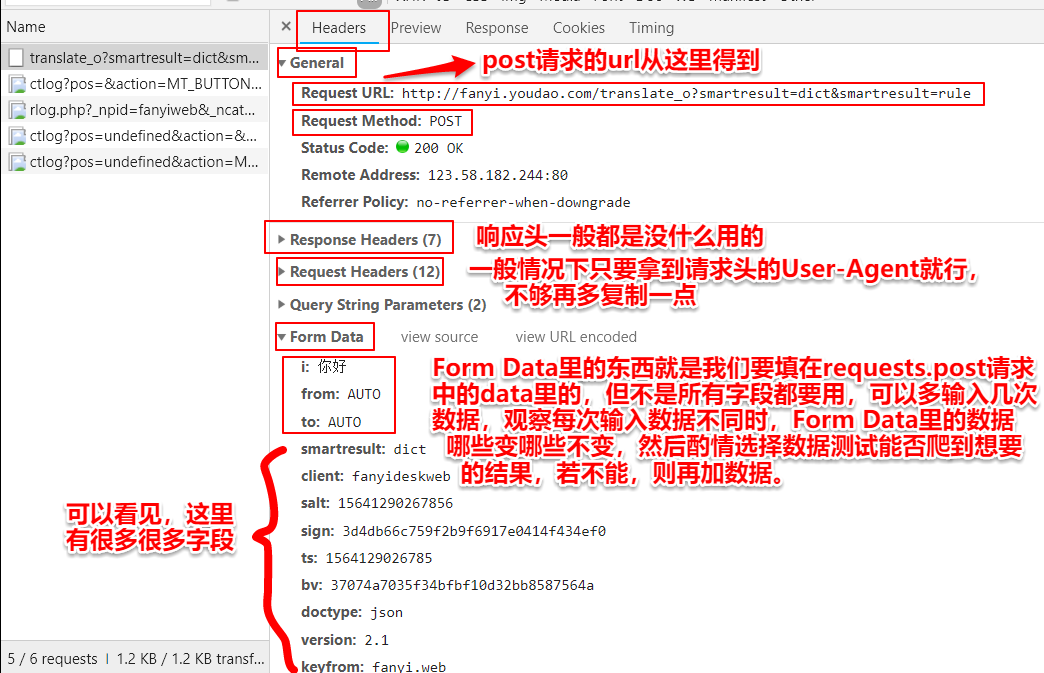 Name
translate_o?smartresult=dict&sm...
ctlog?pos=&action=MT_BUTTON...
rlog.php?_npid=fanyiweb&_ncat...
ctlog?pos=undefined&action=&...
ctlog?pos=undefined&action=M...
5 / 6 requests | 1.2 KB / 1.2 KB transf...
× Headers Preview Response Cookies Timing
General
post请求的url从这里得到
Request URL: http://fanyi.youdao.com/translate_o?smartresult=dict&smartresult=rule
Request Method: POST
Status Code: 200 OK
Remote Address: 123.58.182.244:80
Referrer Policy: no-referrer-when-downgrade
Response Headers (7)
响应头一般都是没什么用的
Request Headers (12)
一般情况下只要拿到请求头的User-Agent就行，
不够再多复制一点
Query String Parameters (2)
Form Data view source view URL encoded
i: 你好
from: AUTO
to: AUTO
Form Data里的东西就是我们要填在requests.post请求
中的data里的，但不是所有字段都要用，可以多输入几次
数据，观察每次输入数据不同时，Form Data里的数据
哪些变哪些不变，然后酌情选择数据测试能否爬到想要
的结果，若不能，则再加数据。
smartresult: dict
client: fanyideskweb
salt: 15641290267856
sign: 3d4db66c759f2b9f6917e0414f434ef0
ts: 1564129026785
bv: 37074a7035f34bfbf10d32bb8587564a
doctype: json
version: 2.1
keyfrom: fanyi.web
可以看见，这里
有很多很多字段